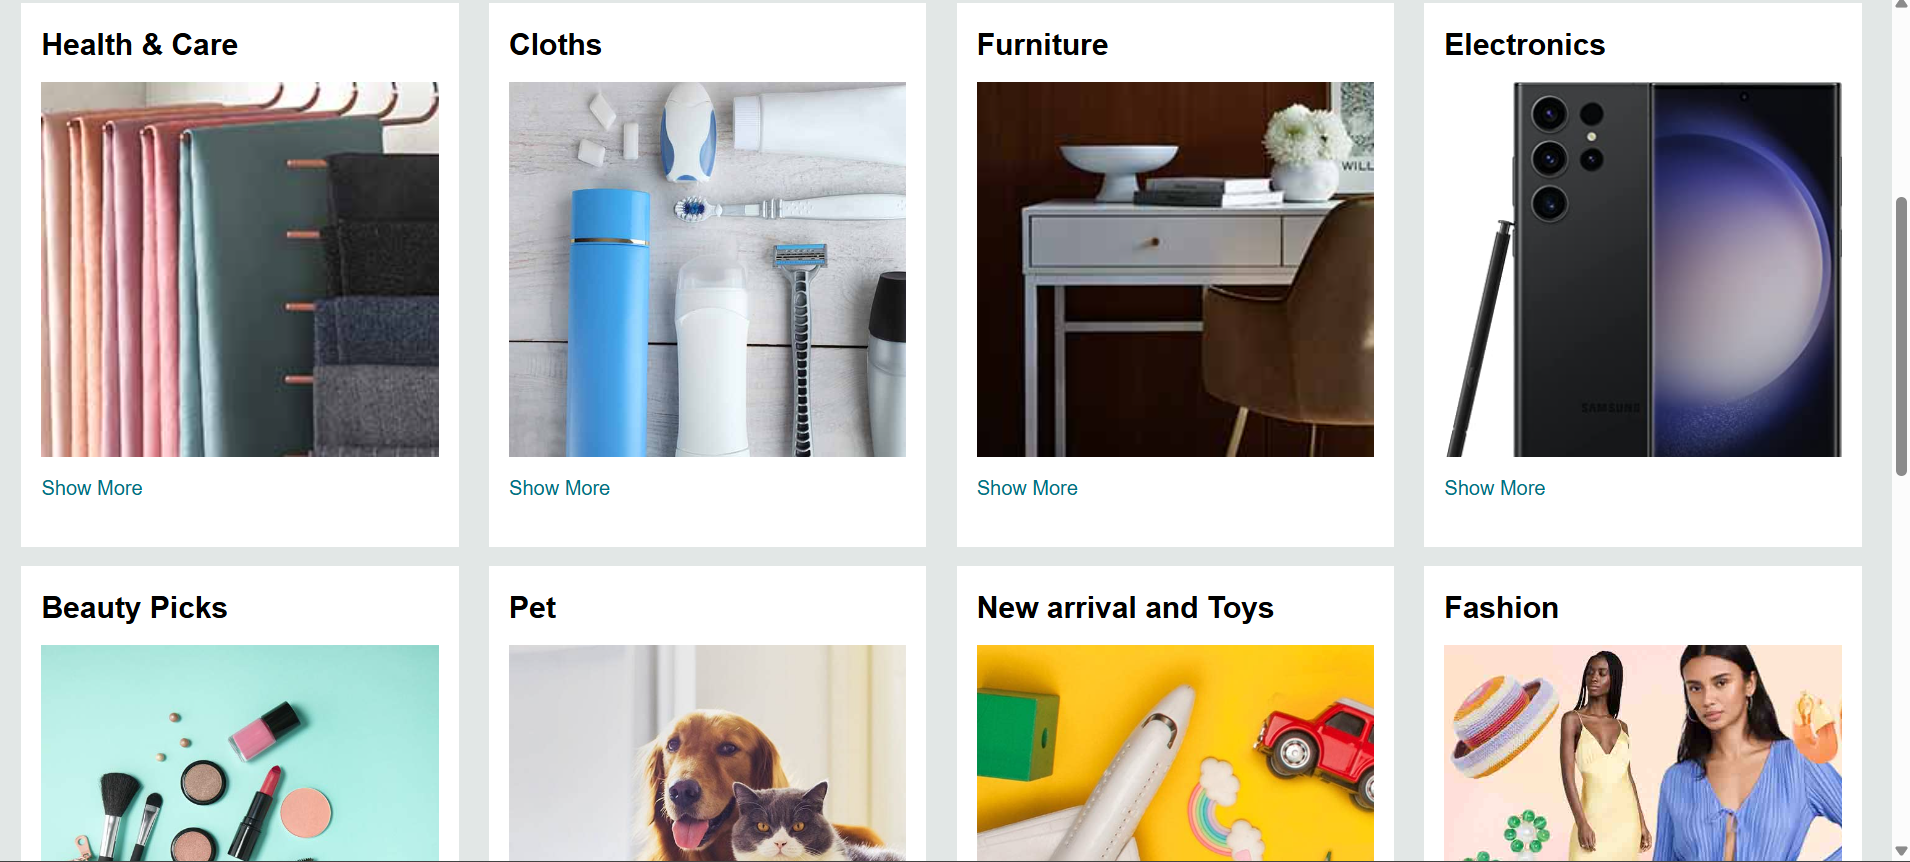 Health & Care
Cloths
Furniture
Electronics
WILL
SAMSUNG
Show More
Show More
Show More
Show More
Beauty Picks
Pet
New arrival and Toys
Fashion